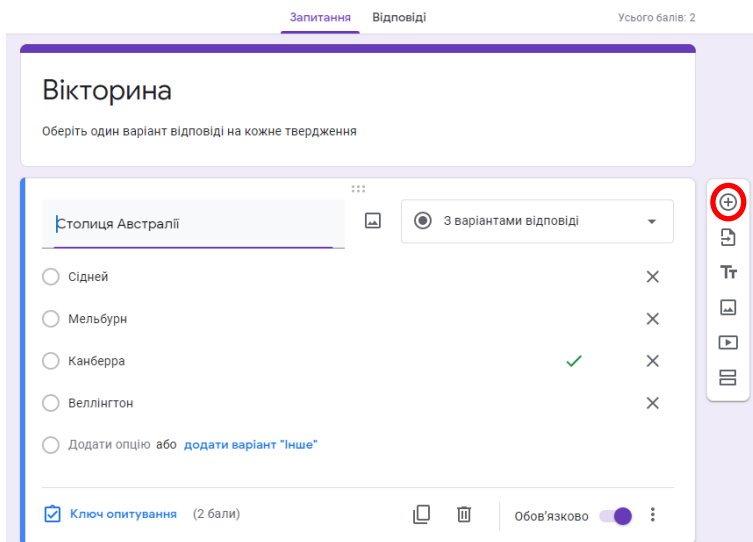 Запитання Відповіді Усього балів: 2
Вікторина
Оберіть один варіант відповіді на кожне твердження
Столиця Австралії З варіантами відповіді
Сідней
Мельбурн
Канберра
Веллінгтон
Додати опцію або додати варіант "Інше"
Ключ опитування (2 бали) Обов'язково
Тт